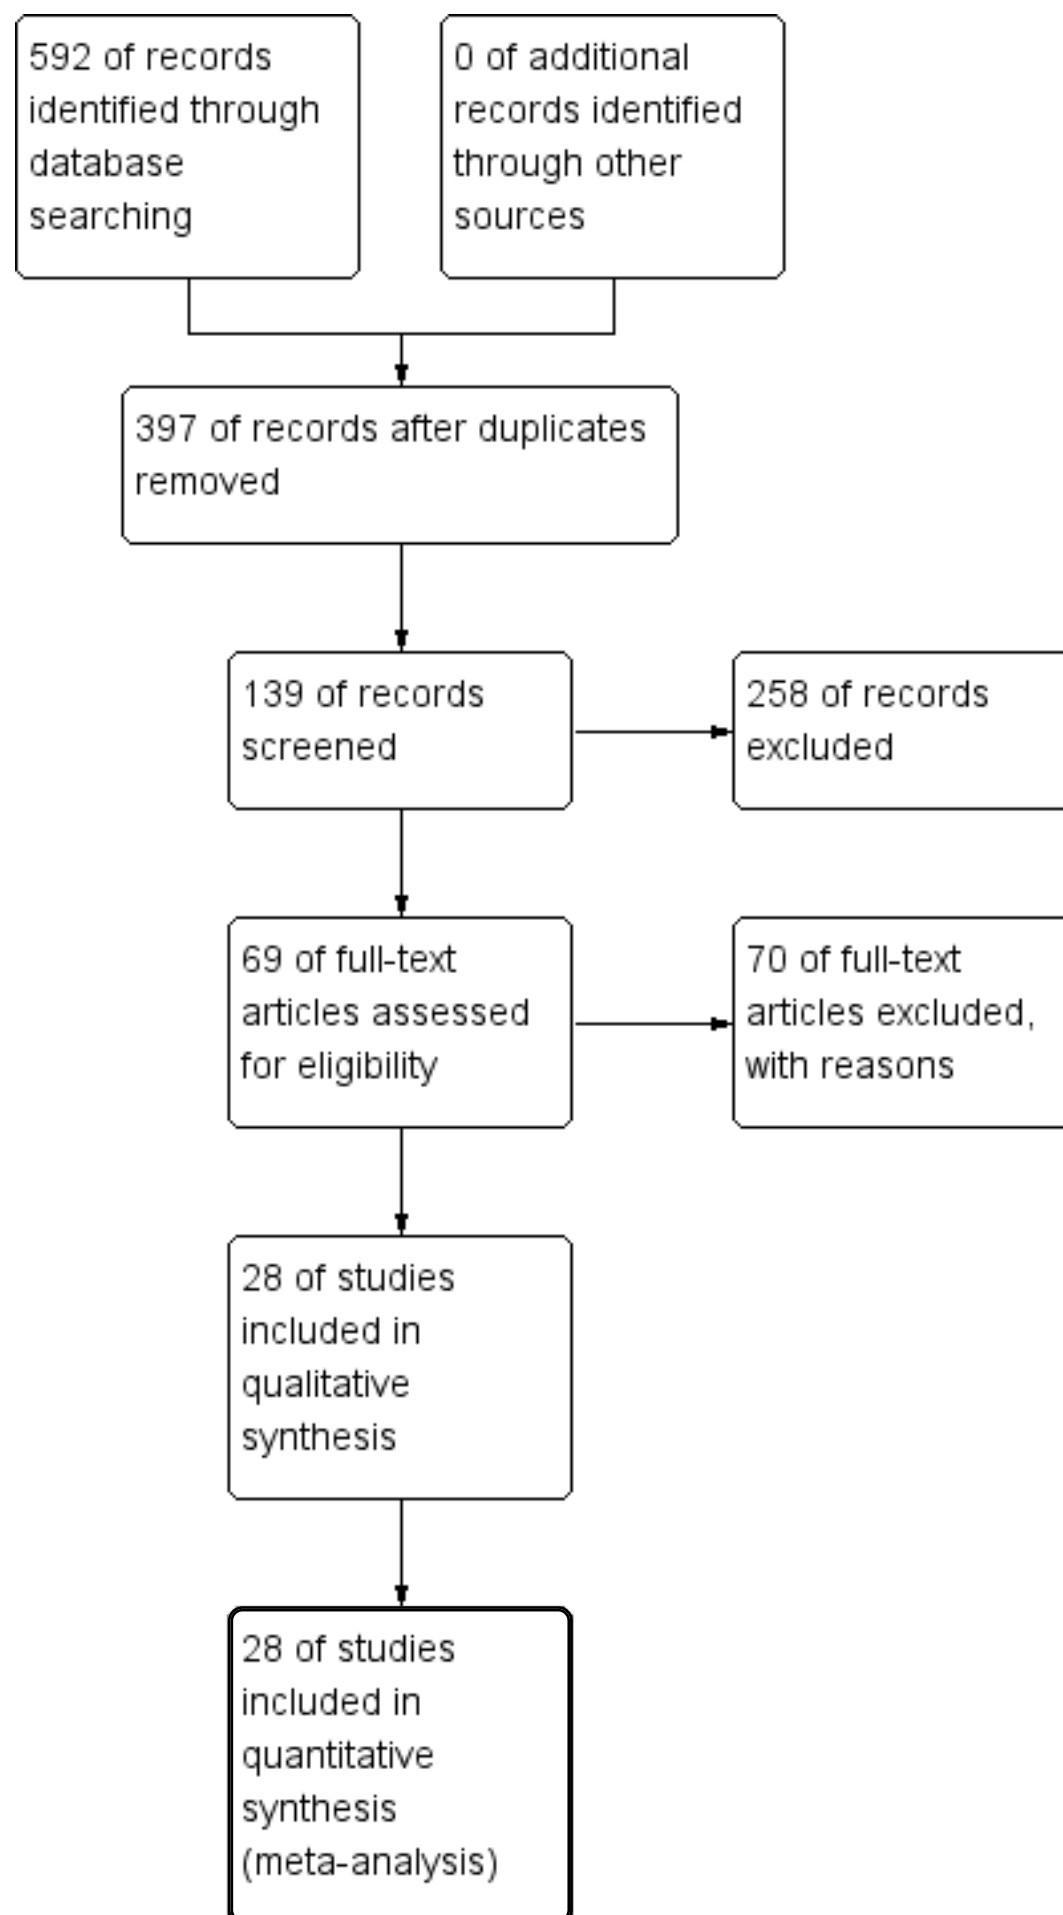 592 of records
identified through
database
searching
0 of additional
records identified
through other
sources
397 of records after duplicates
removed
139 of records
screened
258 of records
excluded
69 of full-text
articles assessed
for eligibility
70 of full-text
articles excluded,
with reasons
28 of studies
included in
qualitative
synthesis
28 of studies
included in
quantitative
synthesis
(meta-analysis)